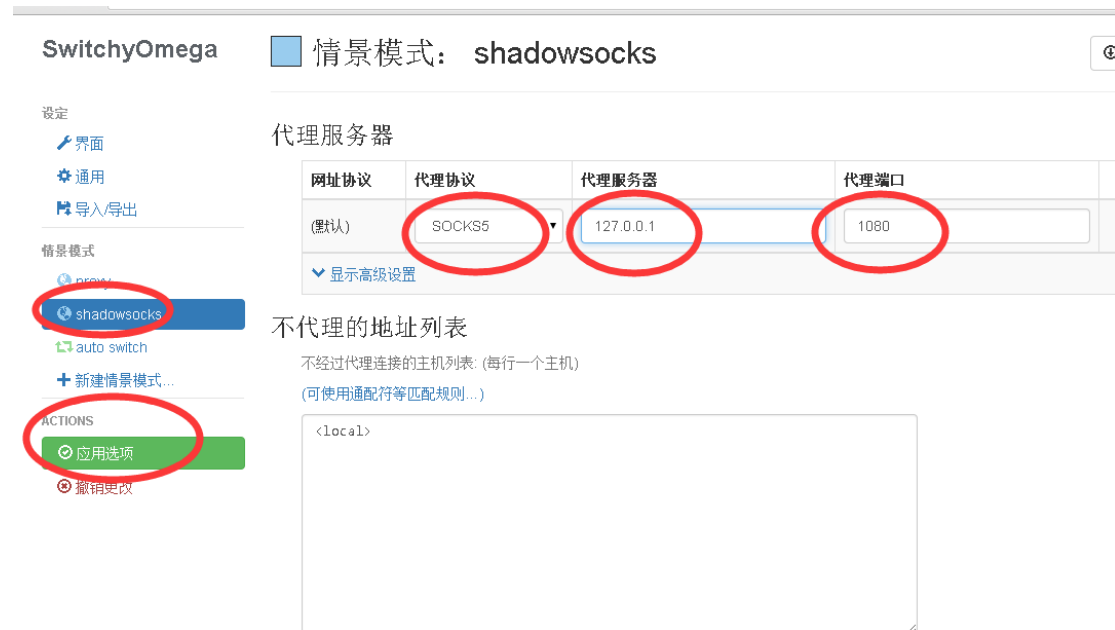 SwitchyOmega
设定
界面
通用
导入/导出
情景模式
proxy
shadowsocks
auto switch
新建情景模式...
ACTIONS
应用选项
撤销更改
情景模式： shadowsocks
代理服务器
网址协议 代理协议 代理服务器 代理端口
(默认) SOCKS5 127.0.0.1 1080
显示高级设置
不代理的地址列表
不经过代理连接的主机列表: (每行一个主机)
(可使用通配符等匹配规则...)
<local>